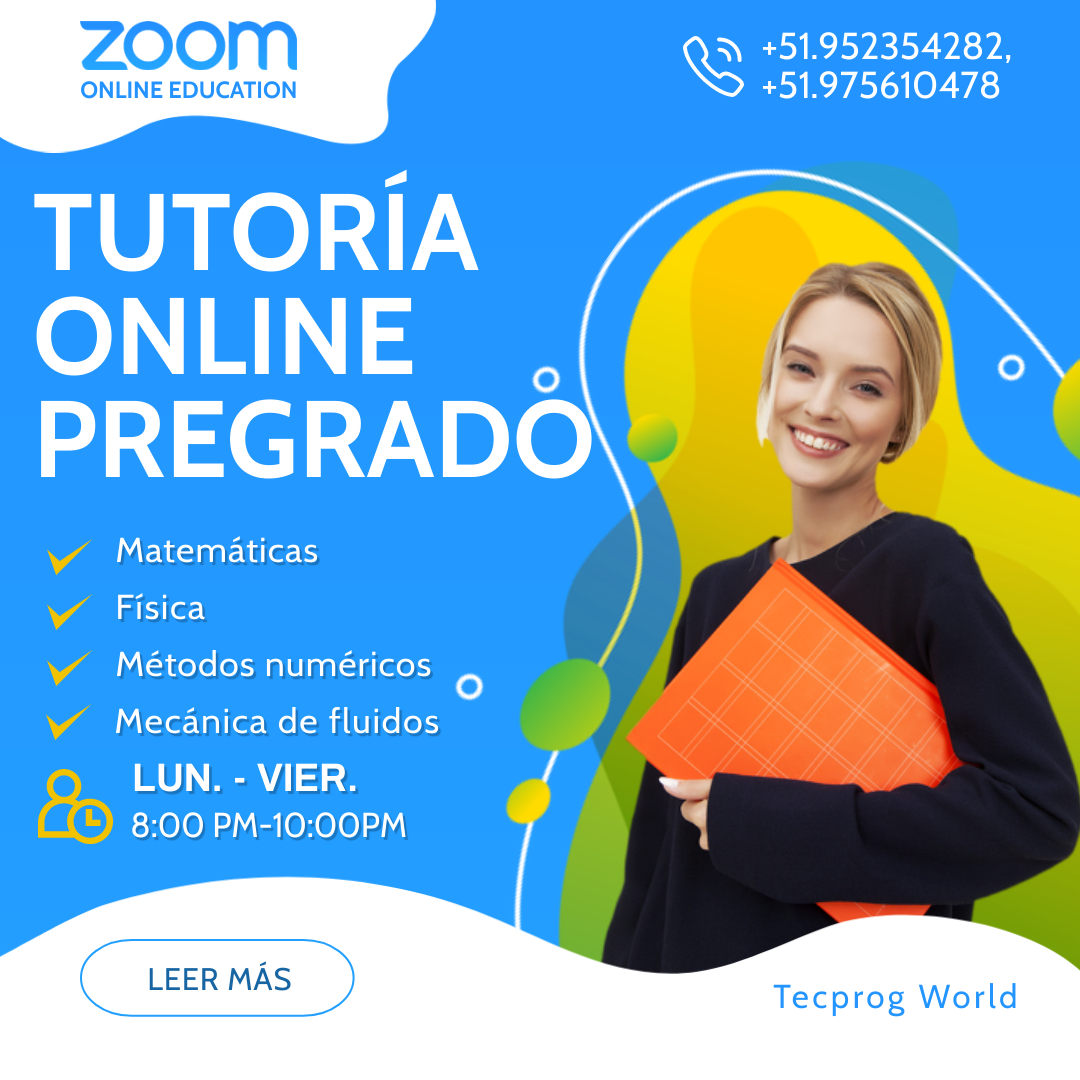 zoom
ONLINE EDUCATION
+51.952354282,
+51.975610478
TUTORÍA
ONLINE
PREGRADO
Matemáticas
Física
Métodos numéricos
Mecánica de fluidos
LUN. - VIER.
8:00 PM-10:00PM
LEER MÁS
Tecprog World